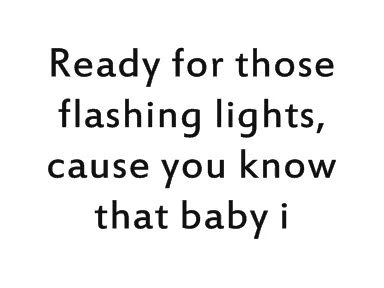 Ready for those
flashing lights,
cause you know
that baby i